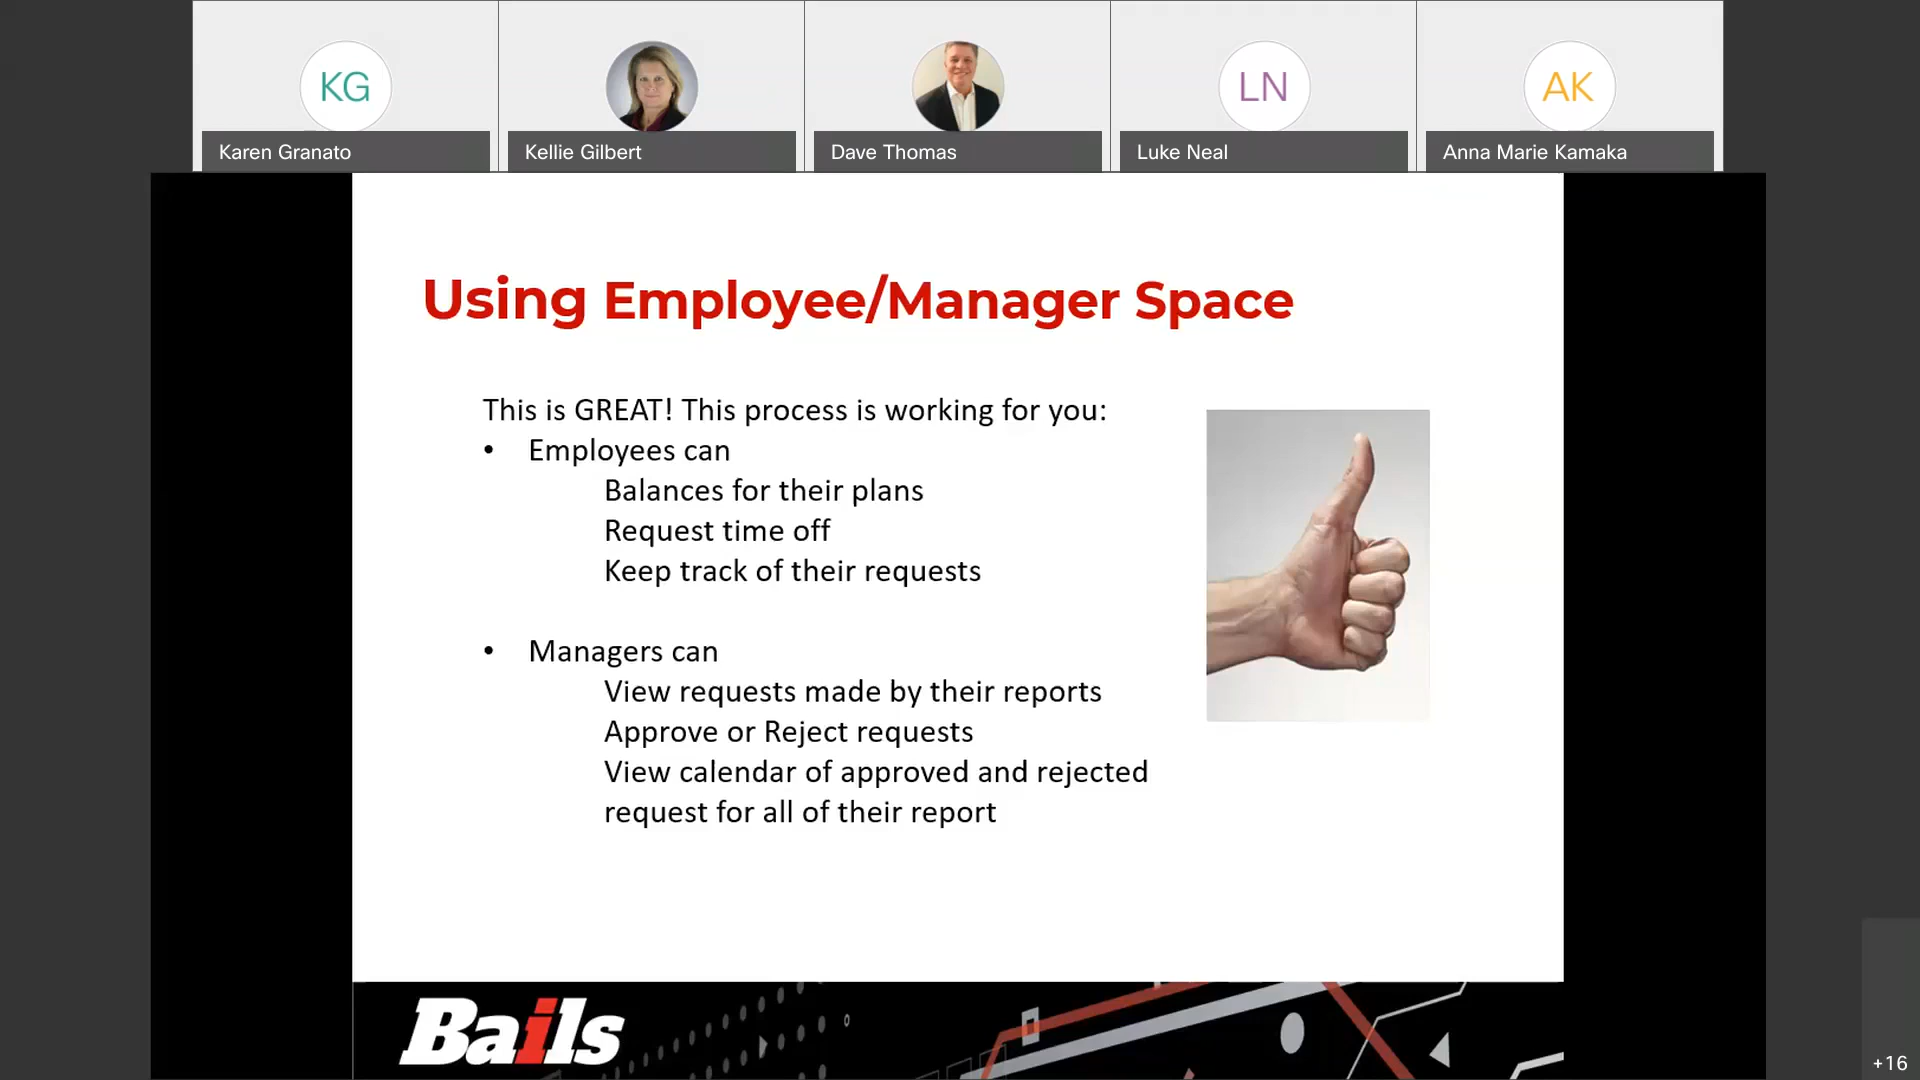 KG
LN
AK
Karen Granato
Kellie Gilbert
Dave Thomas
Luke Neal
Anna Marie Kamaka
Using Employee/Manager Space
This is GREAT! This process is working for you:
• Employees can
Balances for their plans
Request time off
Keep track of their requests
• Managers can
View requests made by their reports
Approve or Reject requests
View calendar of approved and rejected
request for all of their report
Bails
+16